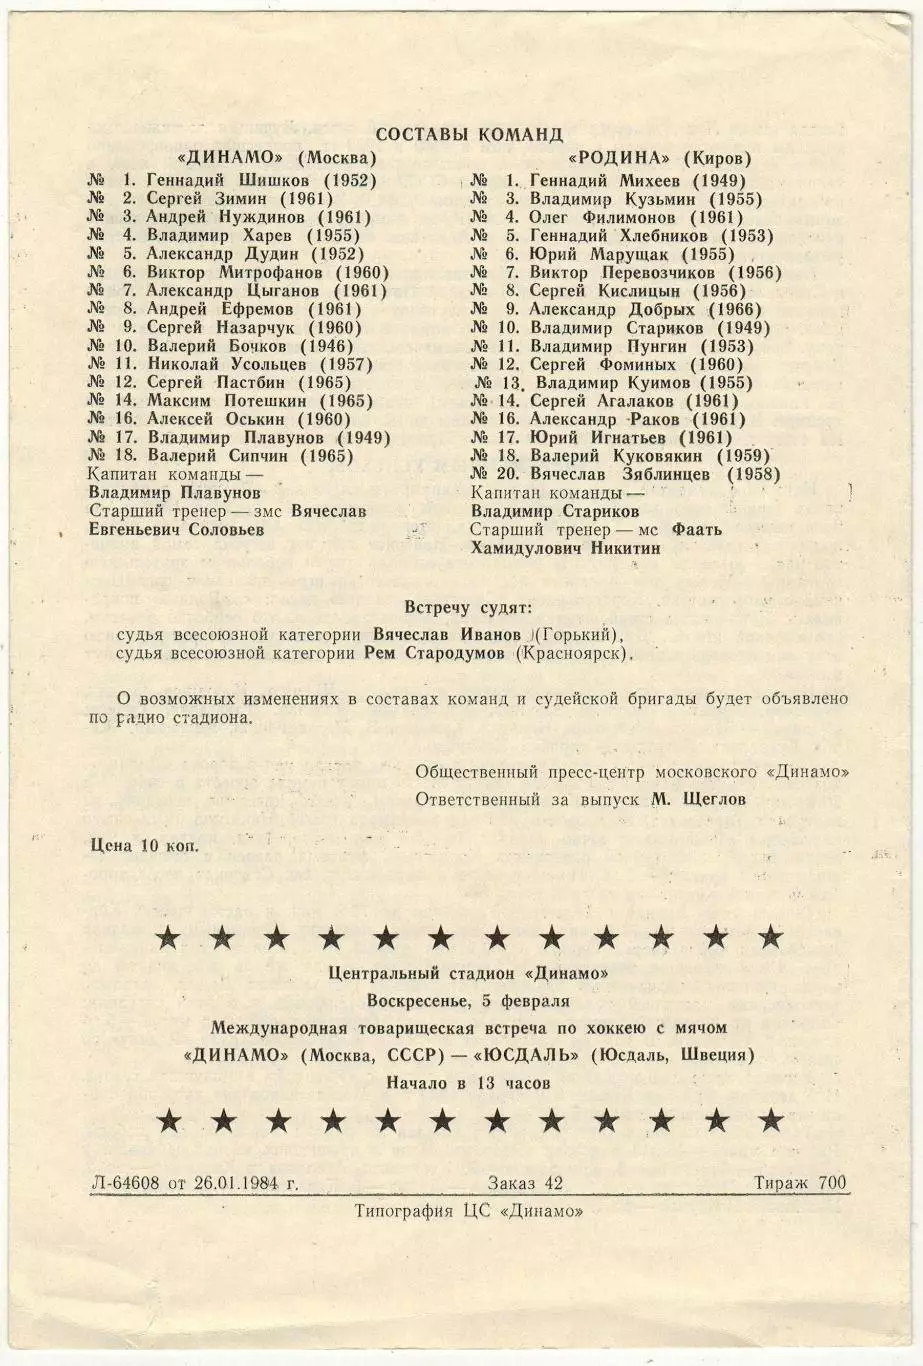 СОСТАВЫ КОМАНД
«ДИНАМО» (Москва)
№ 1. Геннадий Шишков (1952)
№ 2. Сергей Зимин (1961)
№ 3. Андрей Нуждинов (1961)
№ 4. Владимир Харев (1955)
№ 5. Александр Дудин (1952)
№ 6. Виктор Митрофанов (1960)
№ 7. Александр Цыганов (1961)
№ 8. Андрей Ефремов (1961)
№ 9. Сергей Назарчук (1960)
№ 10. Валерий Бочков (1946)
№ 11. Николай Усольцев (1957)
№ 12. Сергей Пастбин (1965)
№ 14. Максим Потешкин (1965)
№ 16. Алексей Оськин (1960)
№ 17. Владимир Плавунов (1949)
№ 18. Валерий Сипчин (1965)
Капитан команды —
Владимир Плавунов
Старший тренер — змс Вячеслав
Евгеньевич Соловьев
«РОДИНА» (Киров)
№ 1. Геннадий Михеев (1949)
№ 3. Владимир Кузьмин (1955)
№ 4. Олег Филимонов (1961)
№ 5. Геннадий Хлебников (1953)
№ 6. Юрий Марущак (1955)
№ 7. Виктор Перевозчиков (1956)
№ 8. Сергей Кислицын (1956)
№ 9. Александр Добрых (1966)
№ 10. Владимир Стариков (1949)
№ 11. Владимир Пунгин (1953)
№ 12. Сергей Фоминых (1960)
№ 13. Владимир Куимов (1955)
№ 14. Сергей Агалаков (1961)
№ 16. Александр Раков (1961)
№ 17. Юрий Игнатьев (1961)
№ 18. Валерий Куковякин (1959)
№ 20. Вячеслав Зяблинцев (1958)
Капитан команды —
Владимир Стариков
Старший тренер — мс Фаать
Хамидулович Никитин
Встречу судят:
судья всесоюзной категории Вячеслав Иванов (Горький),
судья всесоюзной категории Рем Стародумов (Красноярск).
О возможных изменениях в составах команд и судейской бригады будет объявлено
по радио стадиона.
Общественный пресс-центр московского «Динамо»
Ответственный за выпуск М. Щеглов
Цена 10 коп.
Центральный стадион «Динамо»
Воскресенье, 5 февраля
Международная товарищеская встреча по хоккею с мячом
«ДИНАМО» (Москва, СССР) — «ЮСДАЛЬ» (Юсдаль, Швеция)
Начало в 13 часов
Л-64608 от 26.01.1984 г. Заказ 42 Тираж 700
Типография ЦС «Динамо»